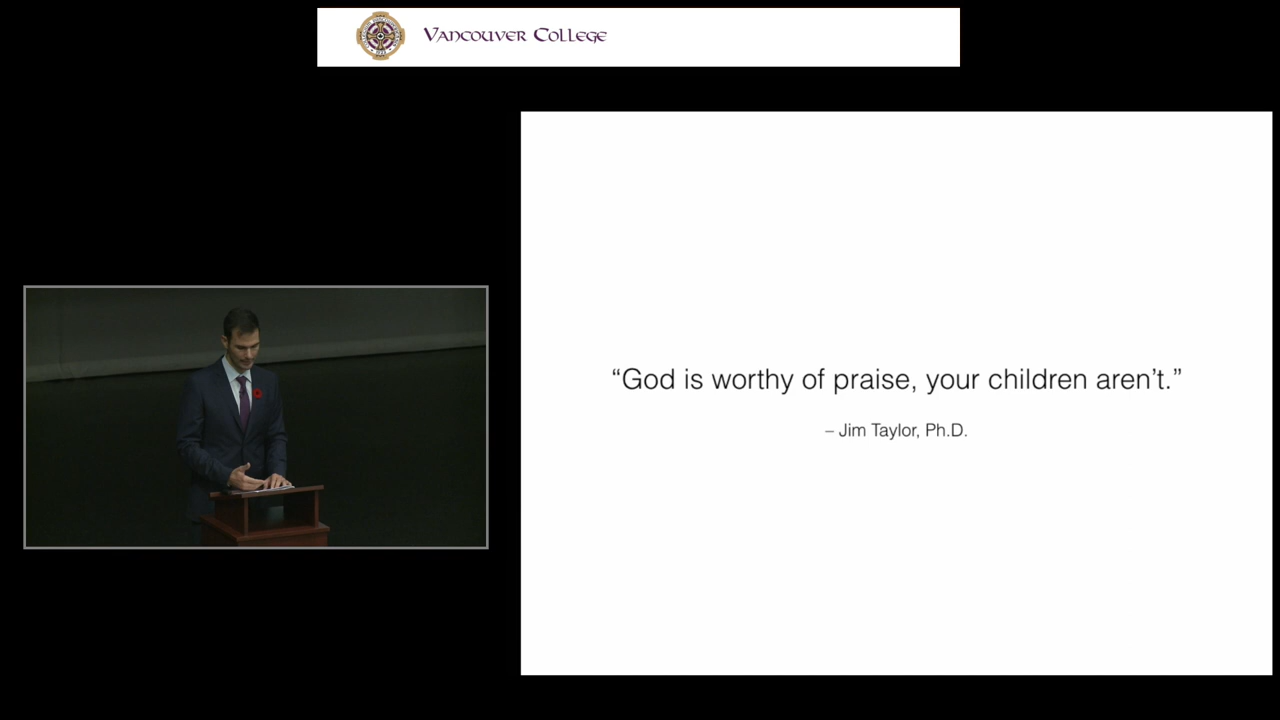 Vancouver College
“God is worthy of praise, your children aren’t.”
– Jim Taylor, Ph.D.